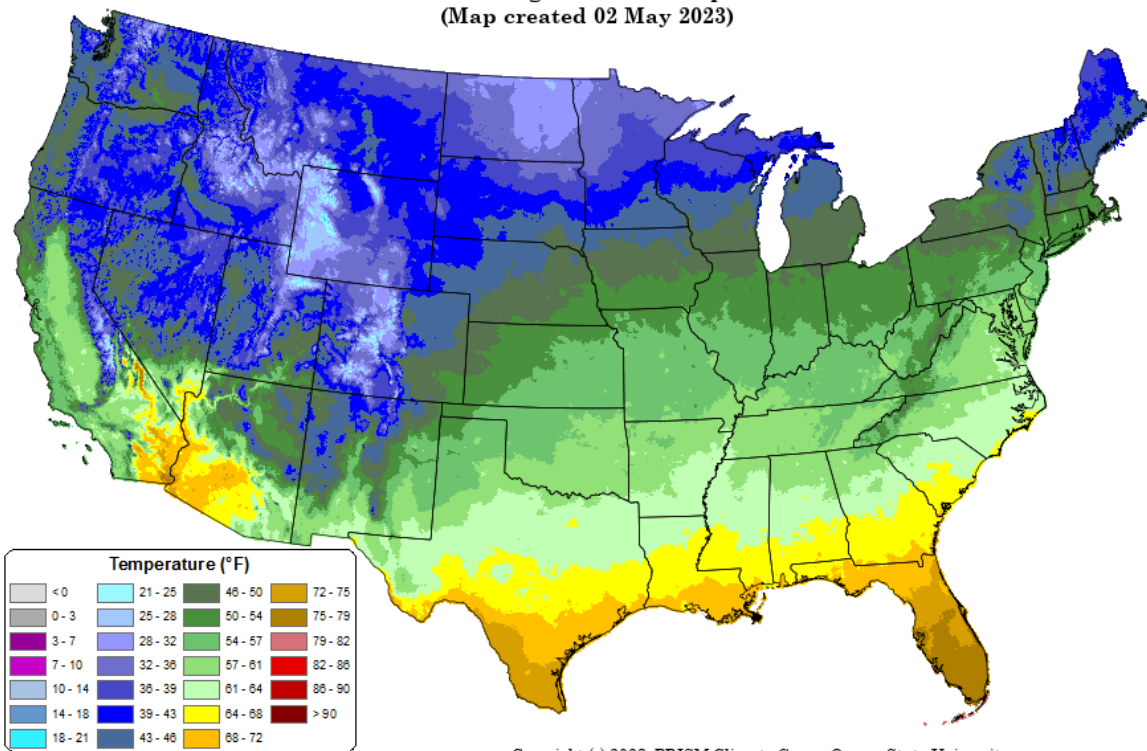 (Map created 02 May 2023)
Temperature (°F)
< 0
0 - 3
3 - 7
7 - 10
10 - 14
14 - 18
18 - 21
21 - 25
25 - 28
28 - 32
32 - 36
36 - 39
39 - 43
43 - 46
46 - 50
50 - 54
54 - 57
57 - 61
61 - 64
64 - 68
68 - 72
72 - 75
75 - 79
79 - 82
82 - 86
86 - 90
> 90